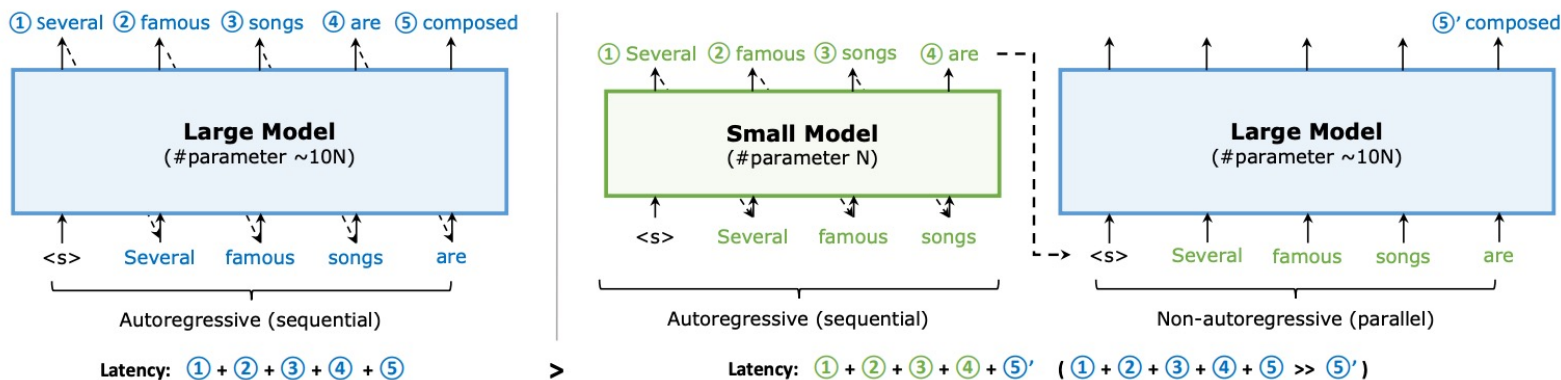 ① Several ② famous ③ songs ④ are ⑤ composed
Large Model
(#parameter ~10N)
<s> Several famous songs are
Autoregressive (sequential)
Latency: ① + ② + ③ + ④ + ⑤
>
① Several ② famous ③ songs ④ are
Small Model
(#parameter N)
<s> Several famous songs
Autoregressive (sequential)
⑤’ composed
Large Model
(#parameter ~10N)
<s> Several famous songs are
Non-autoregressive (parallel)
Latency: ① + ② + ③ + ④ + ⑤’ ( ① + ② + ③ + ④ + ⑤ >> ⑤’ )